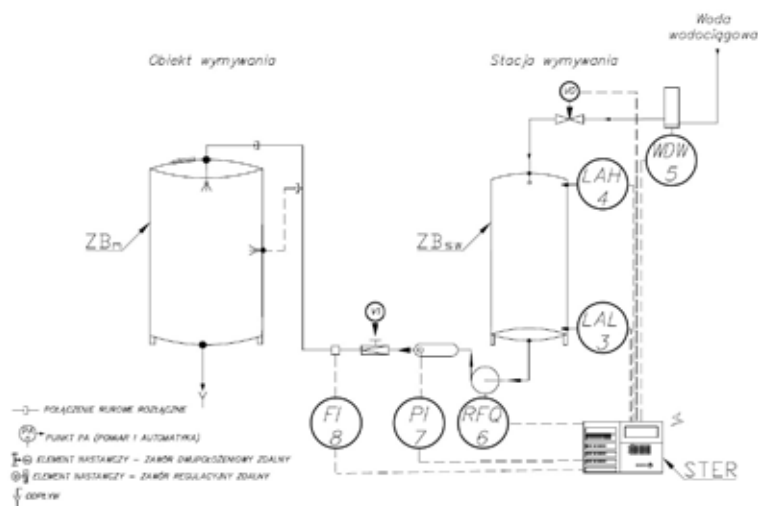 Woda
wodociągowa
Obiekt wymywania
Stacja wymywania
V0
WDW
5
LAH
4
ZBm
ZBsw
V1
LAL
3
FI
8
PI
7
RFQ
6
STER
POŁĄCZENIE RUROWE ROZŁĄCZNE
PUNKT PA (POMIAR I AUTOMATYKA)
ELEMENT NASTAWCZY - ZAWÓR DWUPOŁOŻENIOWY ZDALNY
ELEMENT NASTAWCZY - ZAWÓR REGULACYJNY ZDALNY
ODPŁYW